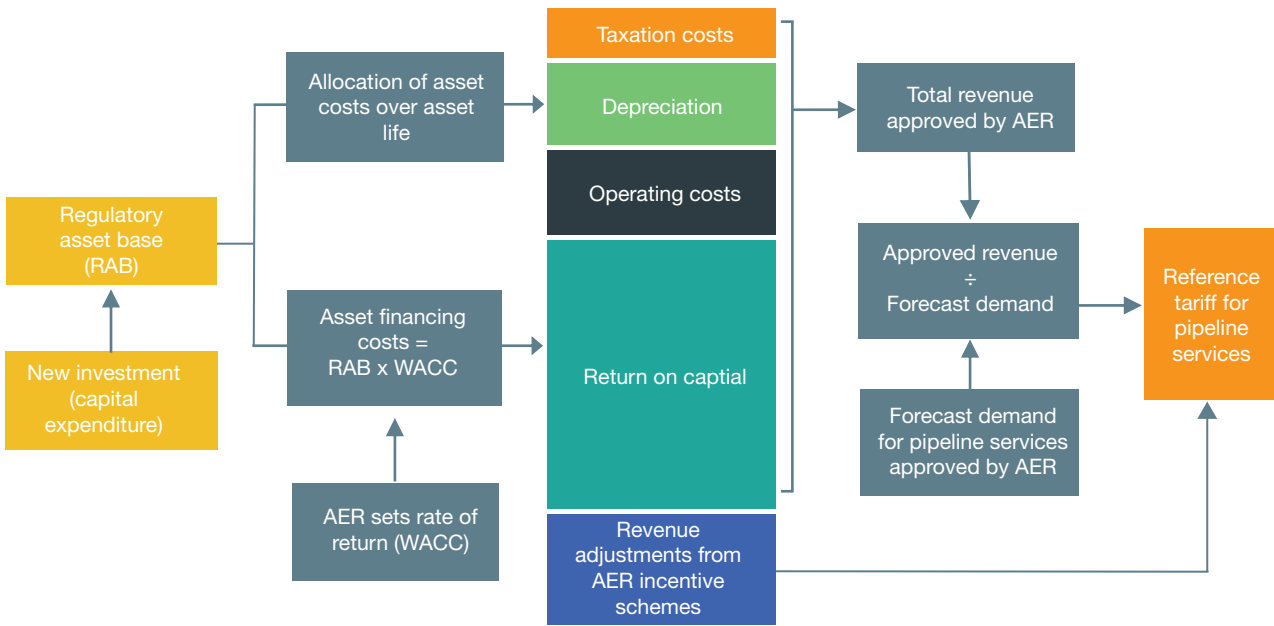 Regulatory
asset base
(RAB)
New investment
(capital
expenditure)
Allocation of asset
costs over asset
life
Asset financing
costs =
RAB x WACC
AER sets rate of
return (WACC)
Taxation costs
Depreciation
Operating costs
Return on captial
Revenue
adjustments from
AER incentive
schemes
Total revenue
approved by AER
Approved revenue
÷
Forecast demand
Forecast demand
for pipeline services
approved by AER
Reference
tariff for
pipeline
services